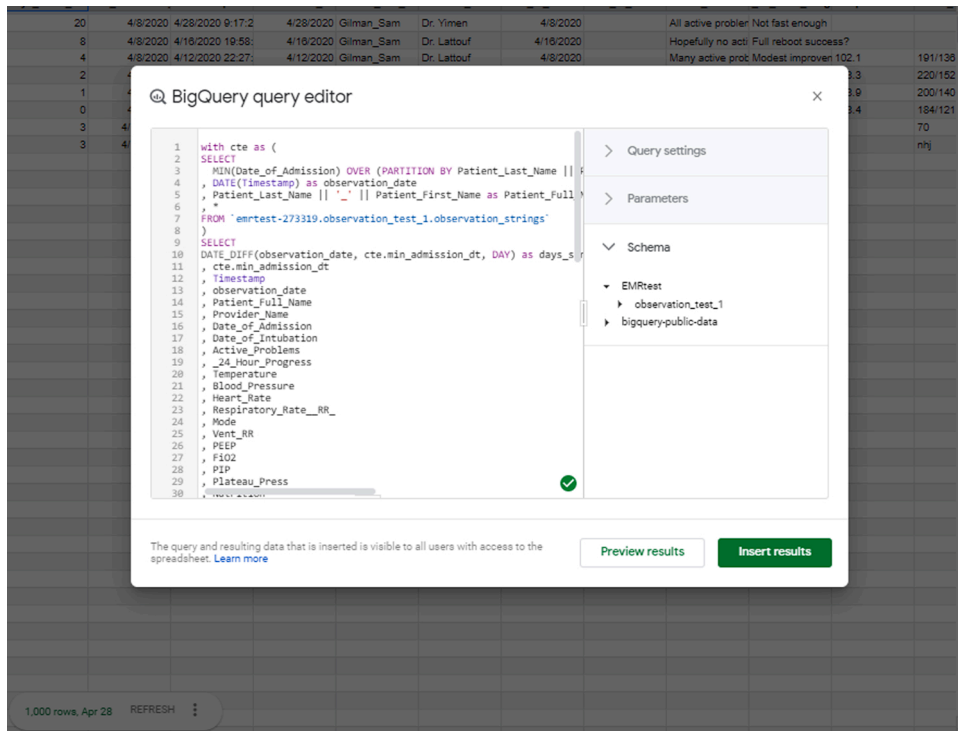 20 4/8/2020 4/28/2020 9:17:2 4/28/2020 Gilman_Sam Dr. Yimen 4/8/2020 All active problem Not fast enough
8 4/8/2020 4/16/2020 19:58: 4/16/2020 Gilman_Sam Dr. Lattouf 4/16/2020 Hopefully no acti Full reboot success?
4 4/8/2020 4/12/2020 22:27: 4/12/2020 Gilman_Sam Dr. Lattouf 4/8/2020 Many active prob Modest improven 102.1 191/136
2 3.3 220/152
1 3.9 200/140
0 3.4 184/121
3 4/ 70
3 4/ nhj
BigQuery query editor
1 with cte as (
2 SELECT
3 MIN(Date_of_Admission) OVER (PARTITION BY Patient_Last_Name ||
4 , DATE(Timestamp) as observation_date
5 , Patient_Last_Name || '_' || Patient_First_Name as Patient_Full
6 , *
7 FROM `emrtest-273319.observation_test_1.observation_strings`
8 )
9 SELECT
10 DATE_DIFF(observation_date, cte.min_admission_dt, DAY) as days_s
11 , cte.min_admission_dt
12 , Timestamp
13 , observation_date
14 , Patient_Full_Name
15 , Provider_Name
16 , Date_of_Admission
17 , Date_of_Intubation
18 , Active_Problems
19 , _24_Hour_Progress
20 , Temperature
21 , Blood_Pressure
22 , Heart_Rate
23 , Respiratory_Rate__RR_
24 , Mode
25 , Vent_RR
26 , PEEP
27 , FiO2
28 , PIP
29 , Plateau_Press
30 , Nutrition
Query settings
Parameters
Schema
EMRtest
observation_test_1
bigquery-public-data
The query and resulting data that is inserted is visible to all users with access to the
spreadsheet. Learn more
Preview results
Insert results
1,000 rows, Apr 28 REFRESH